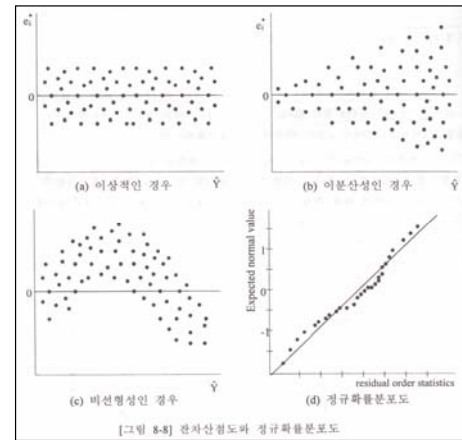 e*ᵢ
0
(a) 이상적인 경우
Ŷ
e*ᵢ
0
(b) 이분산성인 경우
Ŷ
0
(c) 비선형성인 경우
Ŷ
Expected normal value
1
0
-1
residual order statistics
(d) 정규확률분포도
[그림 8-8] 잔차산점도와 정규확률분포도